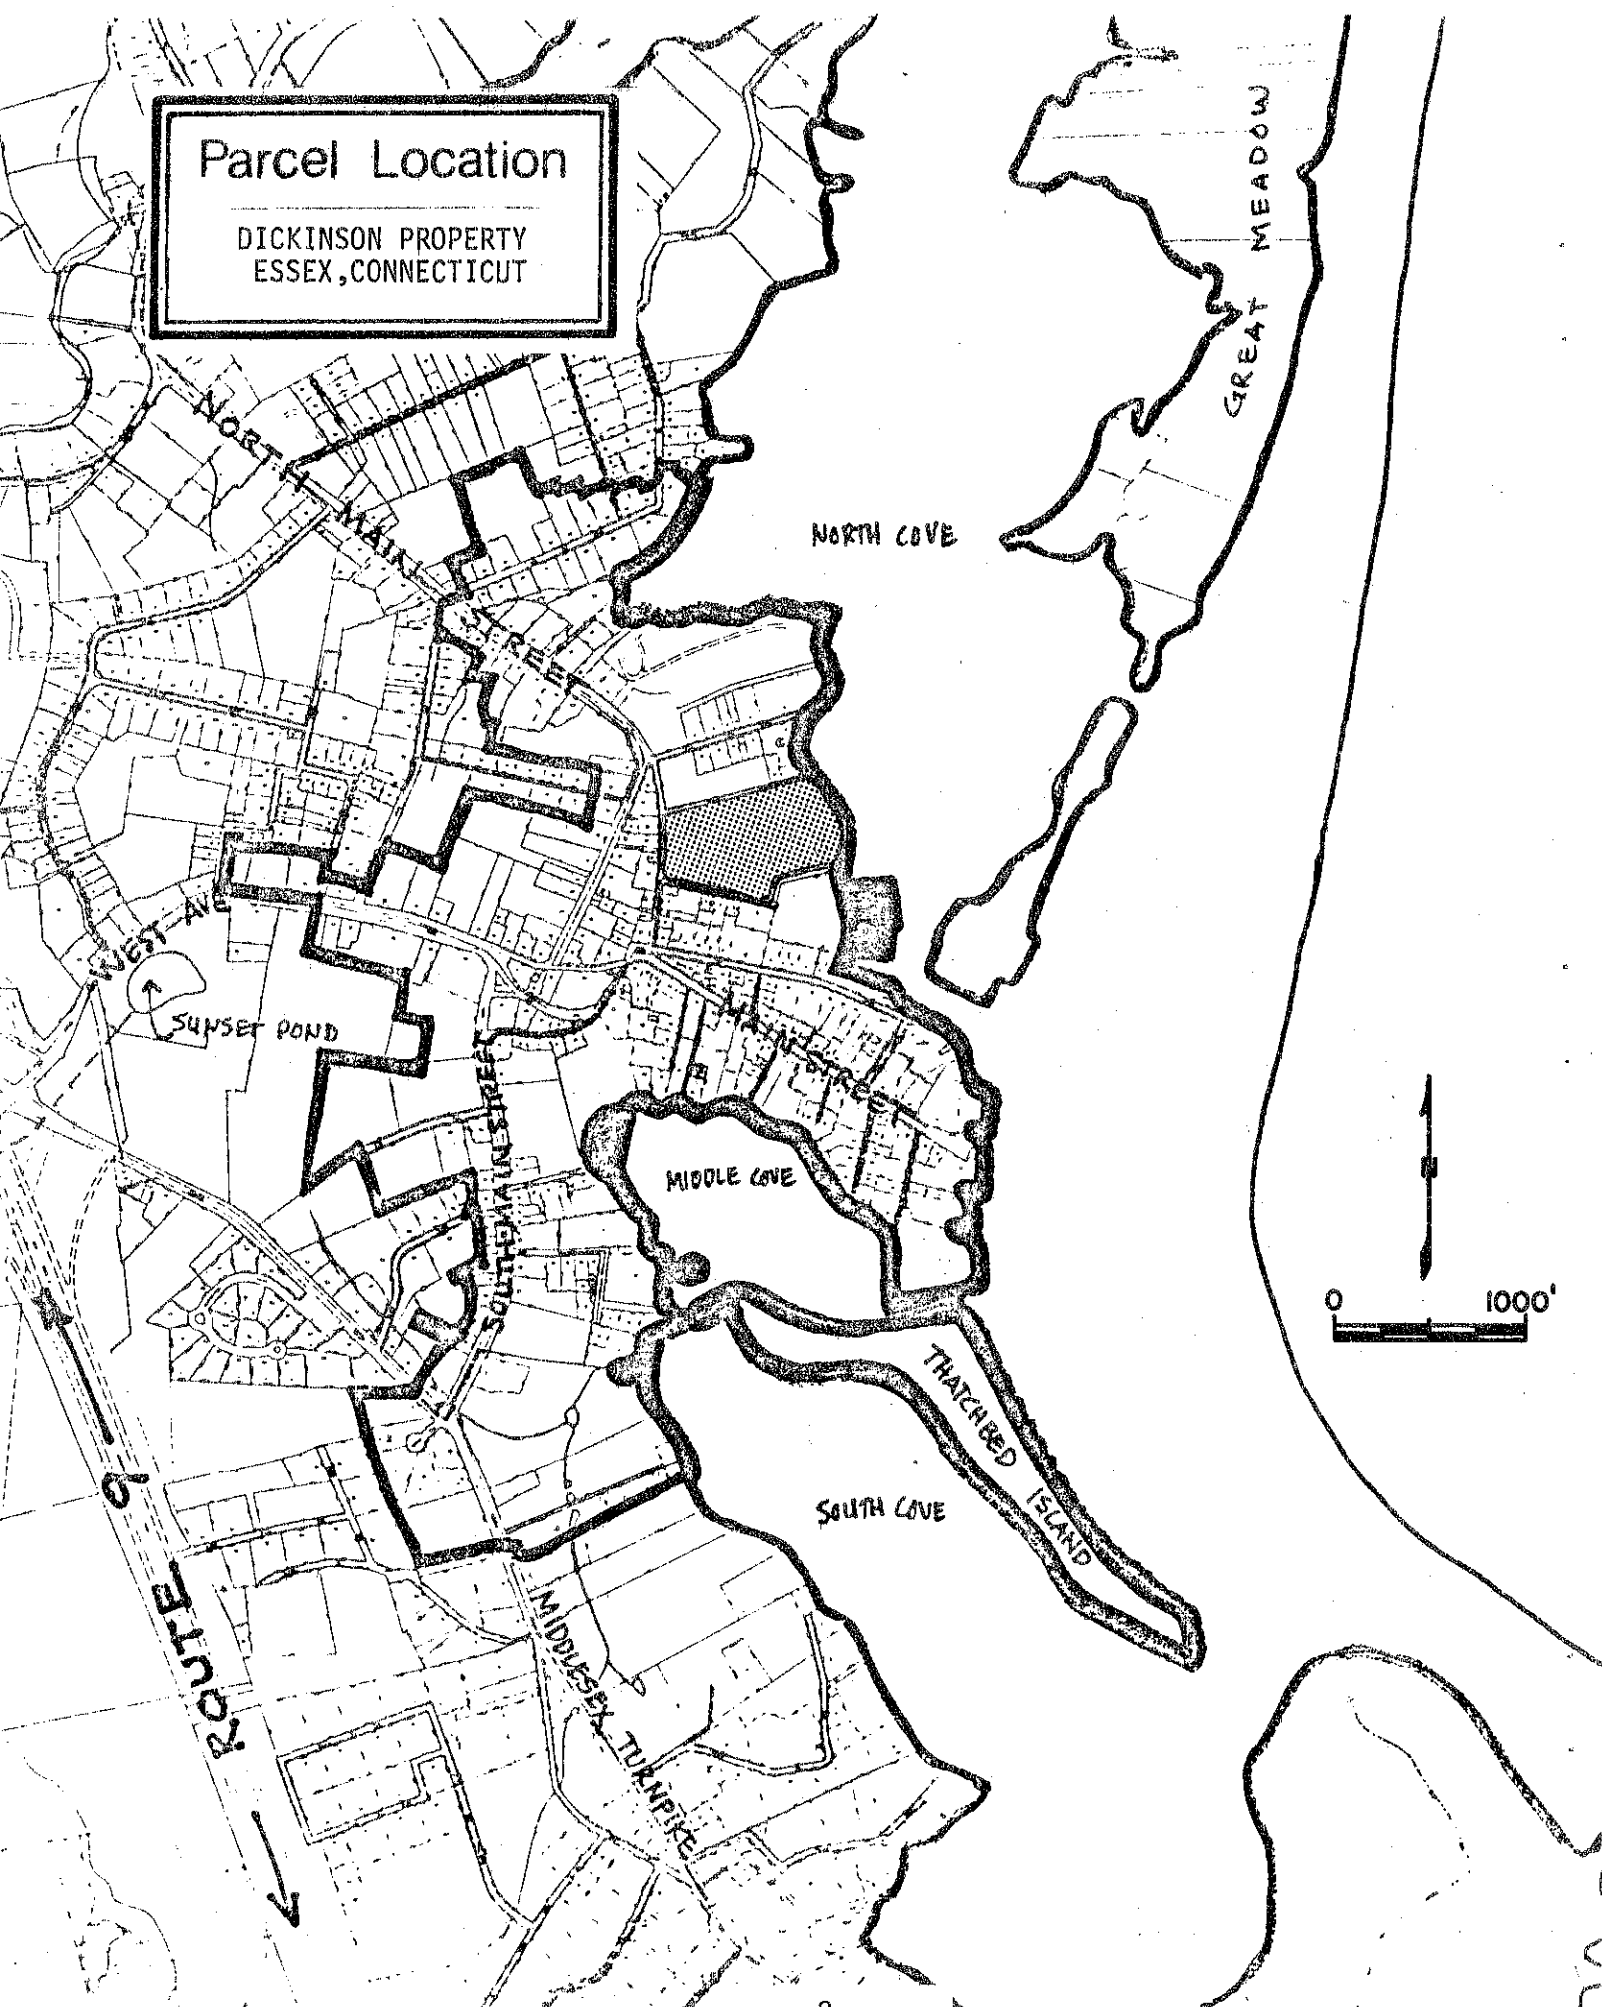 Parcel Location
DICKINSON PROPERTY
ESSEX, CONNECTICUT
GREAT MEADOW
NORTH MAIN STREET
NORTH COVE
WEST AVE
SUNSET POND
MAIN STREET
SOUTH MAIN STREET
MIDDLE COVE
N
0 1000'
THATCHBED
ISLAND
SOUTH COVE
ROUTE 9
MIDDLESEX TURNPIKE